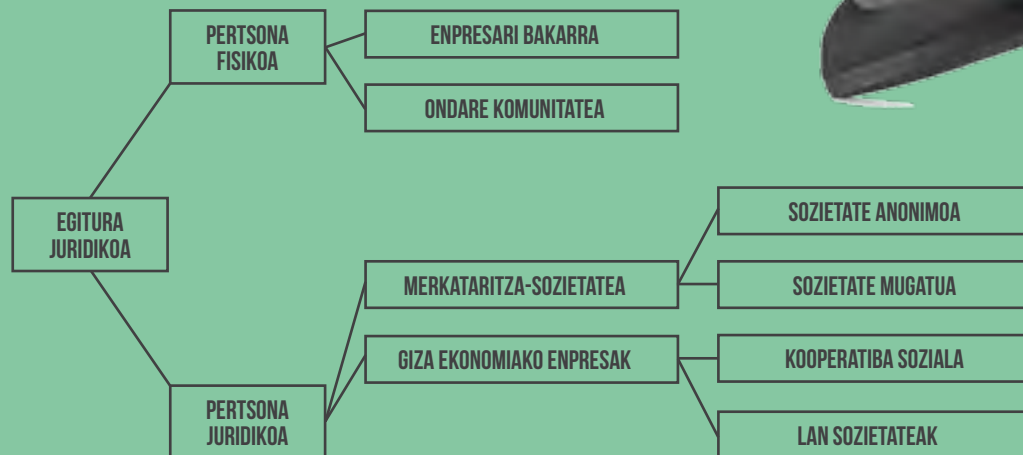 PERTSONA
FISIKOA
ENPRESARI BAKARRA
ONDARE KOMUNITATEA
EGITURA
JURIDIKOA
SOZIETATE ANONIMOA
MERKATARITZA-SOZIETATEA
SOZIETATE MUGATUA
GIZA EKONOMIAKO ENPRESAK
KOOPERATIBA SOZIALA
PERTSONA
JURIDIKOA
LAN SOZIETATEAK